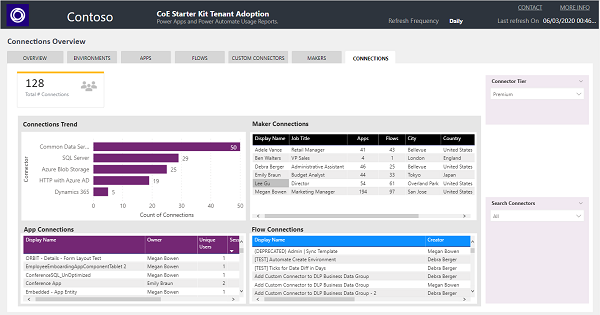 Contoso
CoE Starter Kit Tenant Adoption
Power Apps and Power Automate Usage Reports.
CONTACT MORE INFO
Refresh Frequency Daily Last refresh On 06/03/2020 00:46...
Connections Overview
OVERVIEW ENVIRONMENTS APPS FLOWS CUSTOM CONNECTORS MAKERS CONNECTIONS
128
Total # Connections
Connector Tier
Premium
Connections Trend
Connector
Common Data Ser... 50
SQL Server 29
Azure Blob Storage 25
HTTP with Azure AD 19
Dynamics 365 5
0 10 20 30 40 50
Count of Connections
Maker Connections
Display Name Job Title Apps Flows City Country
Adele Vance Retail Manager 41 43 Bellevue United States
Ben Walters VP Sales 4 1 London England
Debra Berger Administrative Assistant 46 25 Bellevue United States
Emily Braun Budget Analyst 44 33 Tokyo Japan
Lee Gu Director 54 61 Overland Park United States
Megan Bowen Marketing Manager 194 97 San Jose United States
Search Connectors
All
App Connections
Display Name Owner Unique Users Sess
ORBIT - Details - Form Layout Test Megan Bowen 1
EmployeeEmboardingAppComponentTablet 2 Megan Bowen 1
ConferenceSQL_UnOptimized Megan Bowen 1
Conference App Emily Braun 2
Embedded - App Entity Megan Bowen 1
Flow Connections
Display Name Creator
[DEPRECATED] Admin | Sync Template Megan Bowen
[TEST] Automate Create Environment Debra Berger
[TEST] Ticks for Date Diff in Days Debra Berger
Add Custom Connector to DLP Business Data Group Megan Bowen
Add Custom Connector to DLP Business Data Group Debra Berger
Add Custom Connector to DLP Business Data Group - 2 Debra Berger